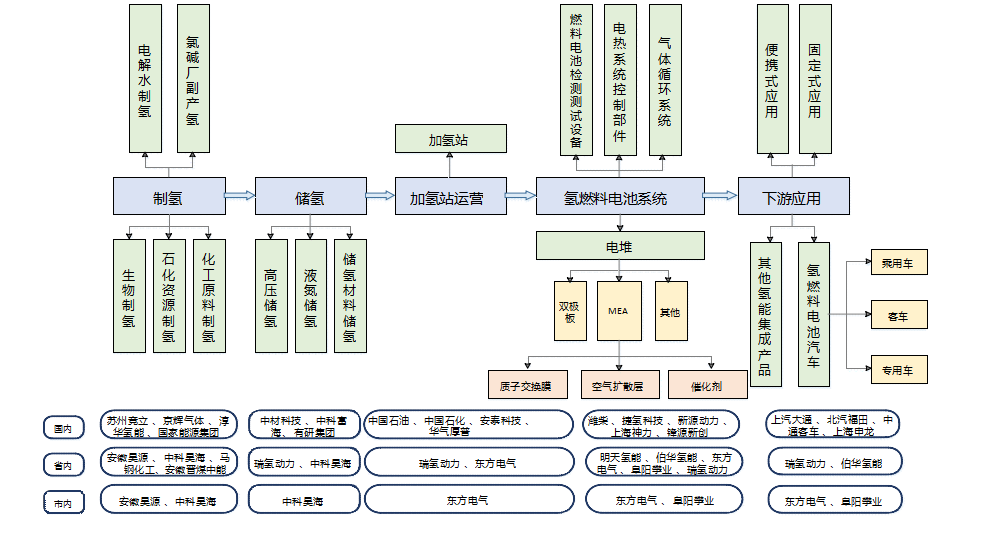 电解水制氢
氯碱厂副产氢
加氢站
燃料电池检测测试设备
电热系统控制部件
气体循环系统
便携式应用
固定式应用
制氢
储氢
加氢站运营
氢燃料电池系统
下游应用
生物制氢
石化资源制氢
化工原料制氢
高压储氢
液氮储氢
储氢材料储氢
电堆
双极
板
MEA
其他
质子交换膜
空气扩散层
催化剂
其他氢能集成产品
氢燃料电池汽车
乘用车
客车
专用车
国内
苏州竞立 、京辉气体 、淳
华氢能 、国家能源集团
中材科技 、中科富
海 、有研集团
中国石油 、中国石化 、安泰科技 、
华气厚普
潍柴 、捷氢科技 、新源动力 、
上海神力 、锋源新创
上汽大通 、北汽福田 、中
通客车 、上海申龙
省内
安徽昊源 、中科昊海 、马
钢化工、安徽晋煤中能
瑞氢动力 、中科昊海
瑞氢动力 、东方电气
明天氢能 、伯华氢能 、东方
电气 、阜阳攀业 、瑞氢动力
瑞氢动力 、伯华氢能
市内
安徽昊源 、中科昊海
中科昊海
东方电气
东方电气 、阜阳攀业
东方电气 、阜阳攀业